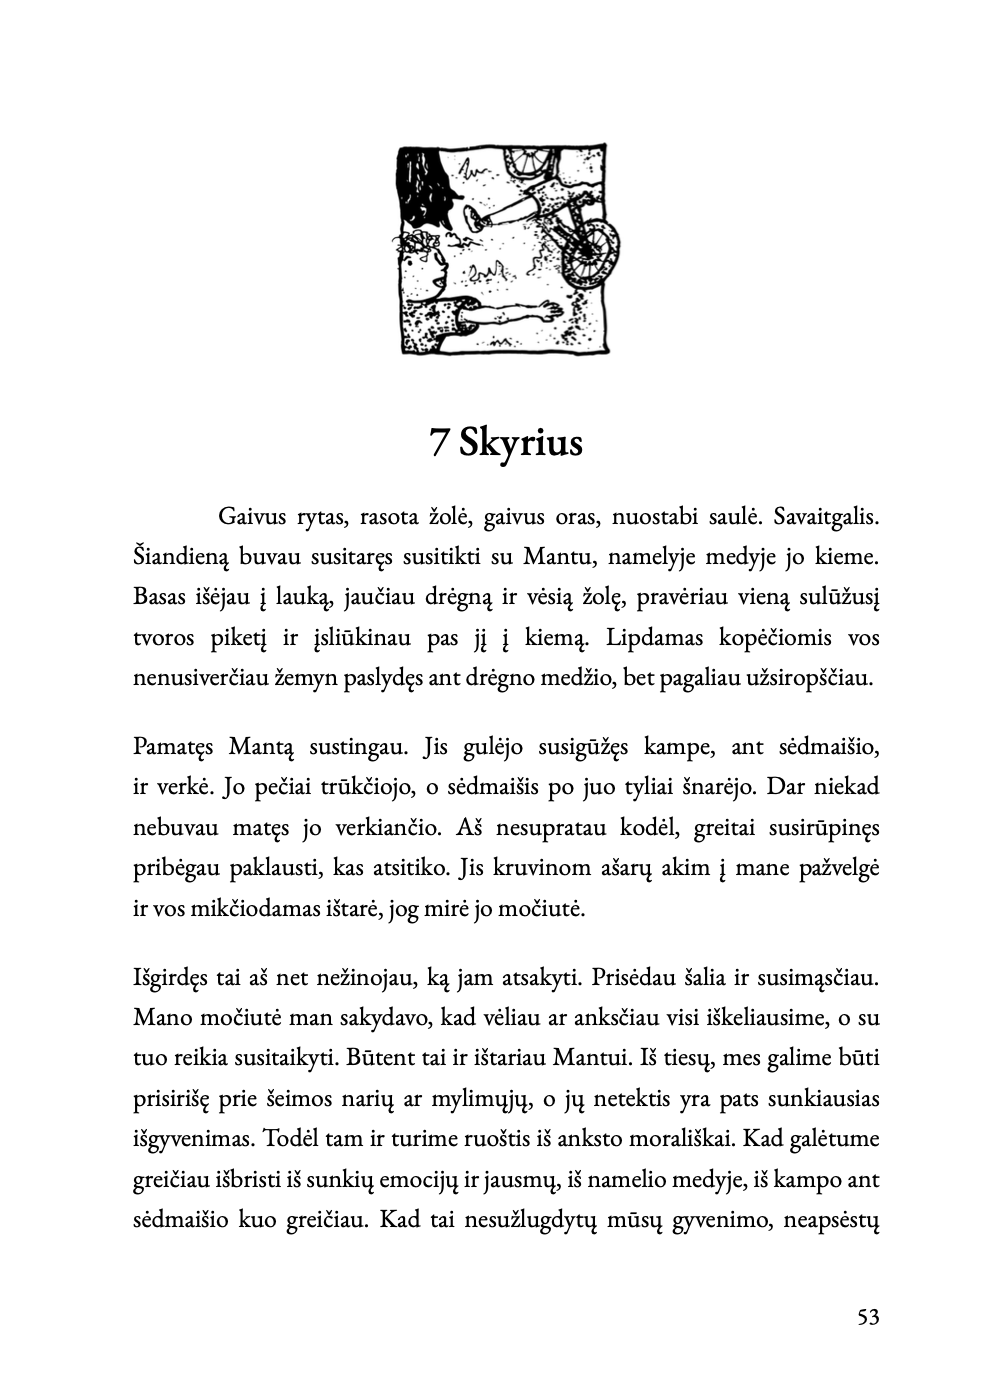 7 Skyrius
Gaivus rytas, rasota žolė, gaivus oras, nuostabi saulė. Savaitgalis.
Šiandieną buvau susitaręs susitikti su Mantu, namelyje medyje jo kieme.
Basas išėjau į lauką, jaučiau drėgną ir vėsią žolę, pravėriau vieną sulūžusį
tvoros piketį ir įsliūkinau pas jį į kiemą. Lipdamas kopėčiomis vos
nenusiverčiau žemyn paslydęs ant drėgno medžio, bet pagaliau užsiropščiau.
Pamatęs Mantą sustingau. Jis gulėjo susigūžęs kampe, ant sėdmaišio,
ir verkė. Jo pečiai trūkčiojo, o sėdmaišis po juo tyliai šnarėjo. Dar niekad
nebuvau matęs jo verkiančio. Aš nesupratau kodėl, greitai susirūpinęs
pribėgau paklausti, kas atsitiko. Jis kruvinom ašarų akim į mane pažvelgė
ir vos mikčiodamas ištarė, jog mirė jo močiutė.
Išgirdęs tai aš net nežinojau, ką jam atsakyti. Prisėdau šalia ir susimąsčiau.
Mano močiutė man sakydavo, kad vėliau ar anksčiau visi iškeliausime, o su
tuo reikia susitaikyti. Būtent tai ir ištariau Mantui. Iš tiesų, mes galime būti
prisirišę prie šeimos narių ar mylimųjų, o jų netektis yra pats sunkiausias
išgyvenimas. Todėl tam ir turime ruoštis iš anksto morališkai. Kad galėtume
greičiau išbristi iš sunkių emocijų ir jausmų, iš namelio medyje, iš kampo ant
sėdmaišio kuo greičiau. Kad tai nesužlugdytų mūsų gyvenimo, neapsėstų
53